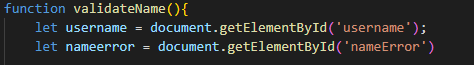 function validateName(){
let username = document.getElementById('username');
let nameerror = document.getElementById('nameError')